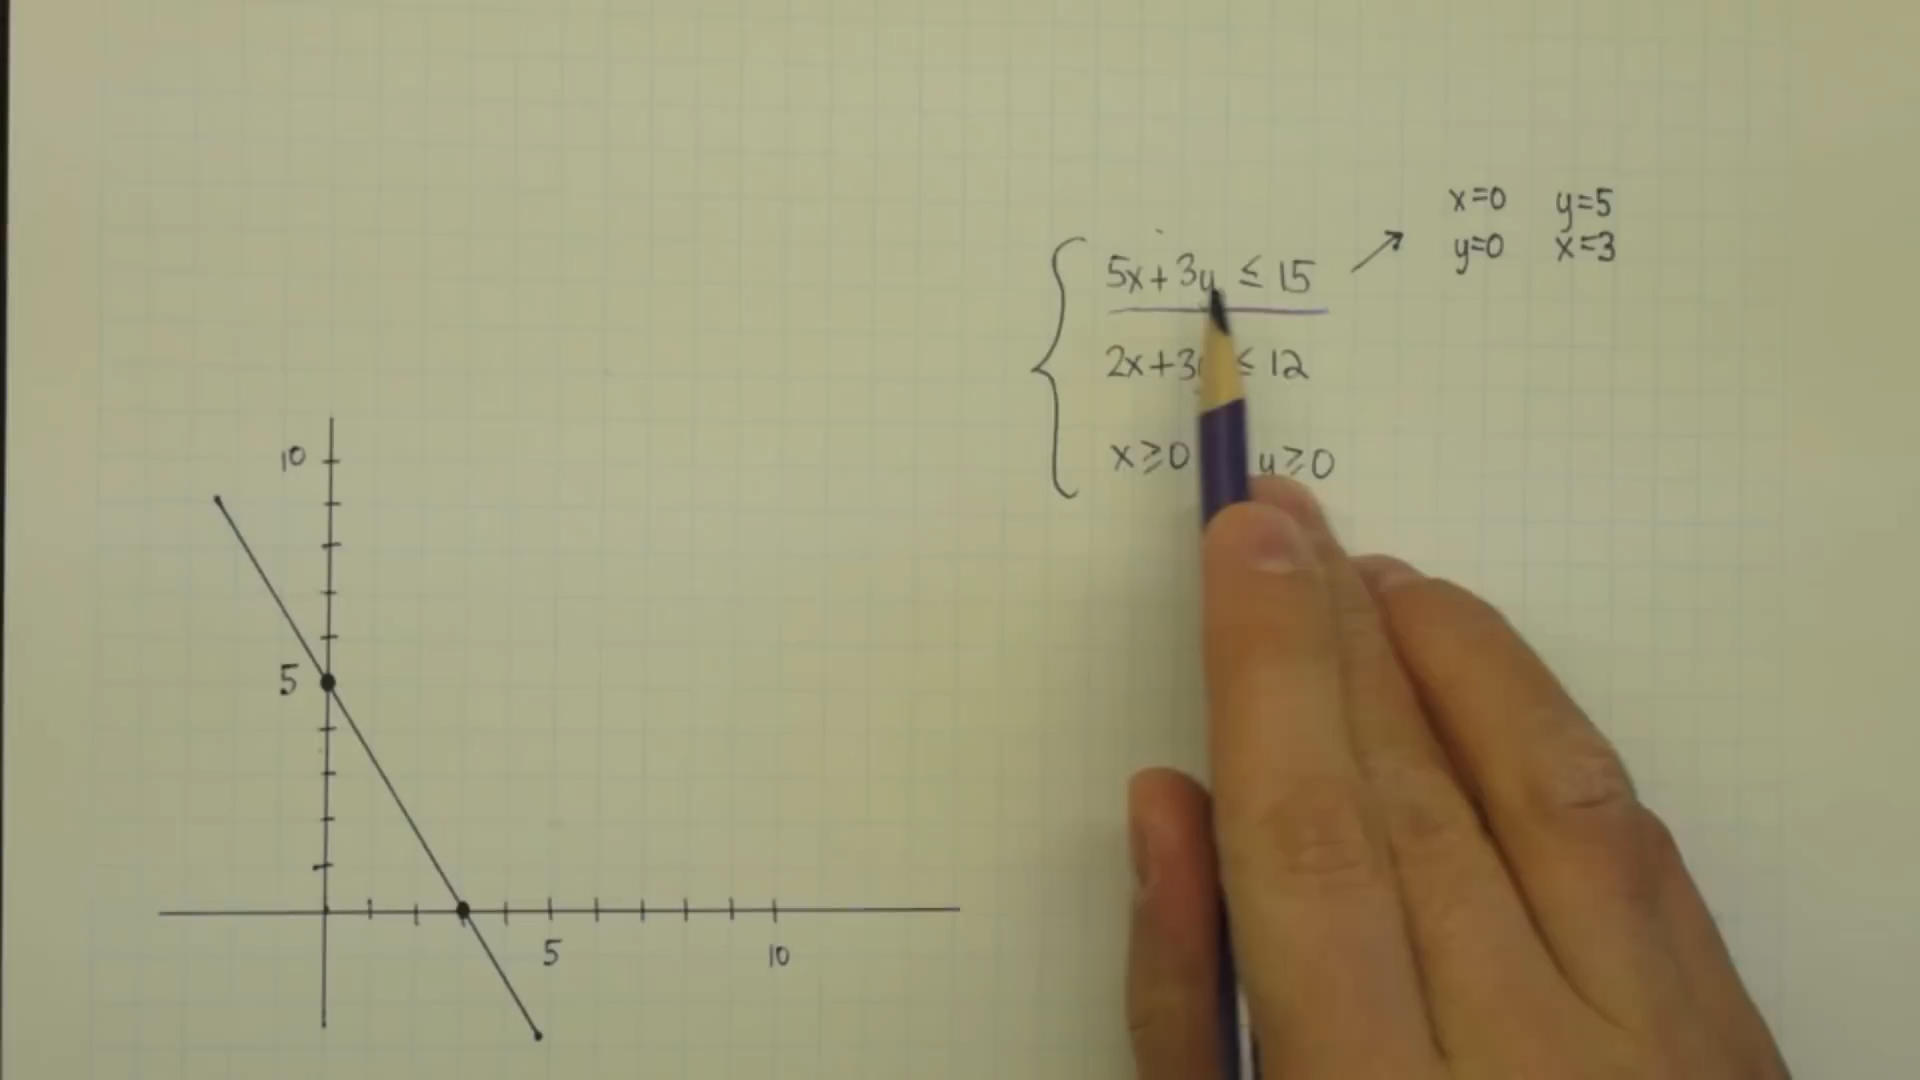 x=0 y=5
y=0 x=3
5x+3y ≤ 15
2x+3 ≤ 12
x≥0 y≥0
10
5
5
10